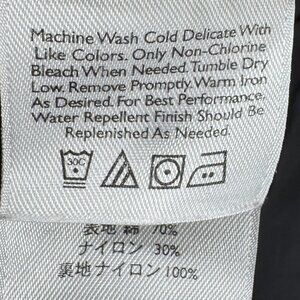 Machine Wash Cold Delicate With
Like Colors. Only Non-Chlorine
Bleach When Needed. Tumble Dry
Low. Remove Promptly. Warm Iron
As Desired. For Best Performance,
Water Repellent Finish Should Be
Replenished As Needed.
30C
表地 綿 70%
ナイロン 30%
裏地ナイロン100%